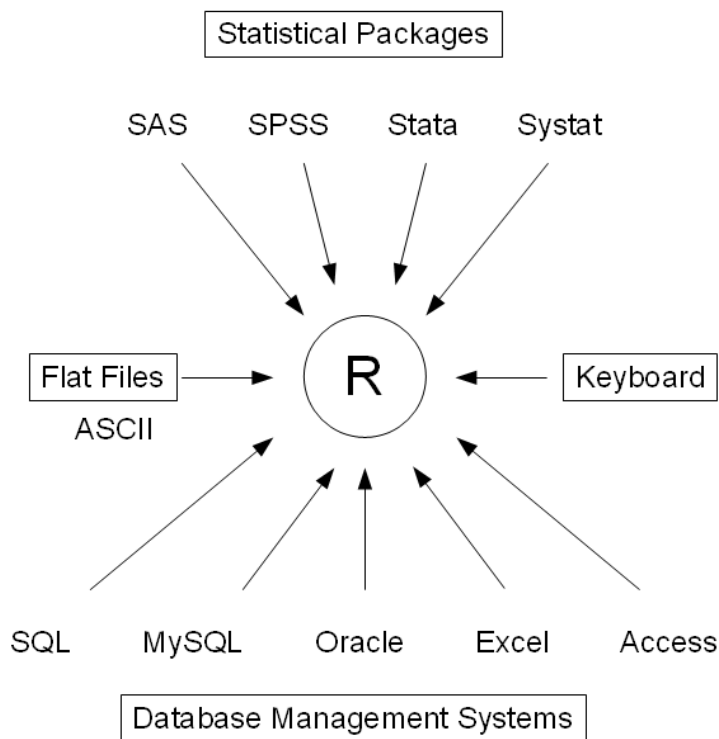 Statistical Packages
SAS SPSS Stata Systat
Flat Files R Keyboard
ASCII
SQL MySQL Oracle Excel Access
Database Management Systems